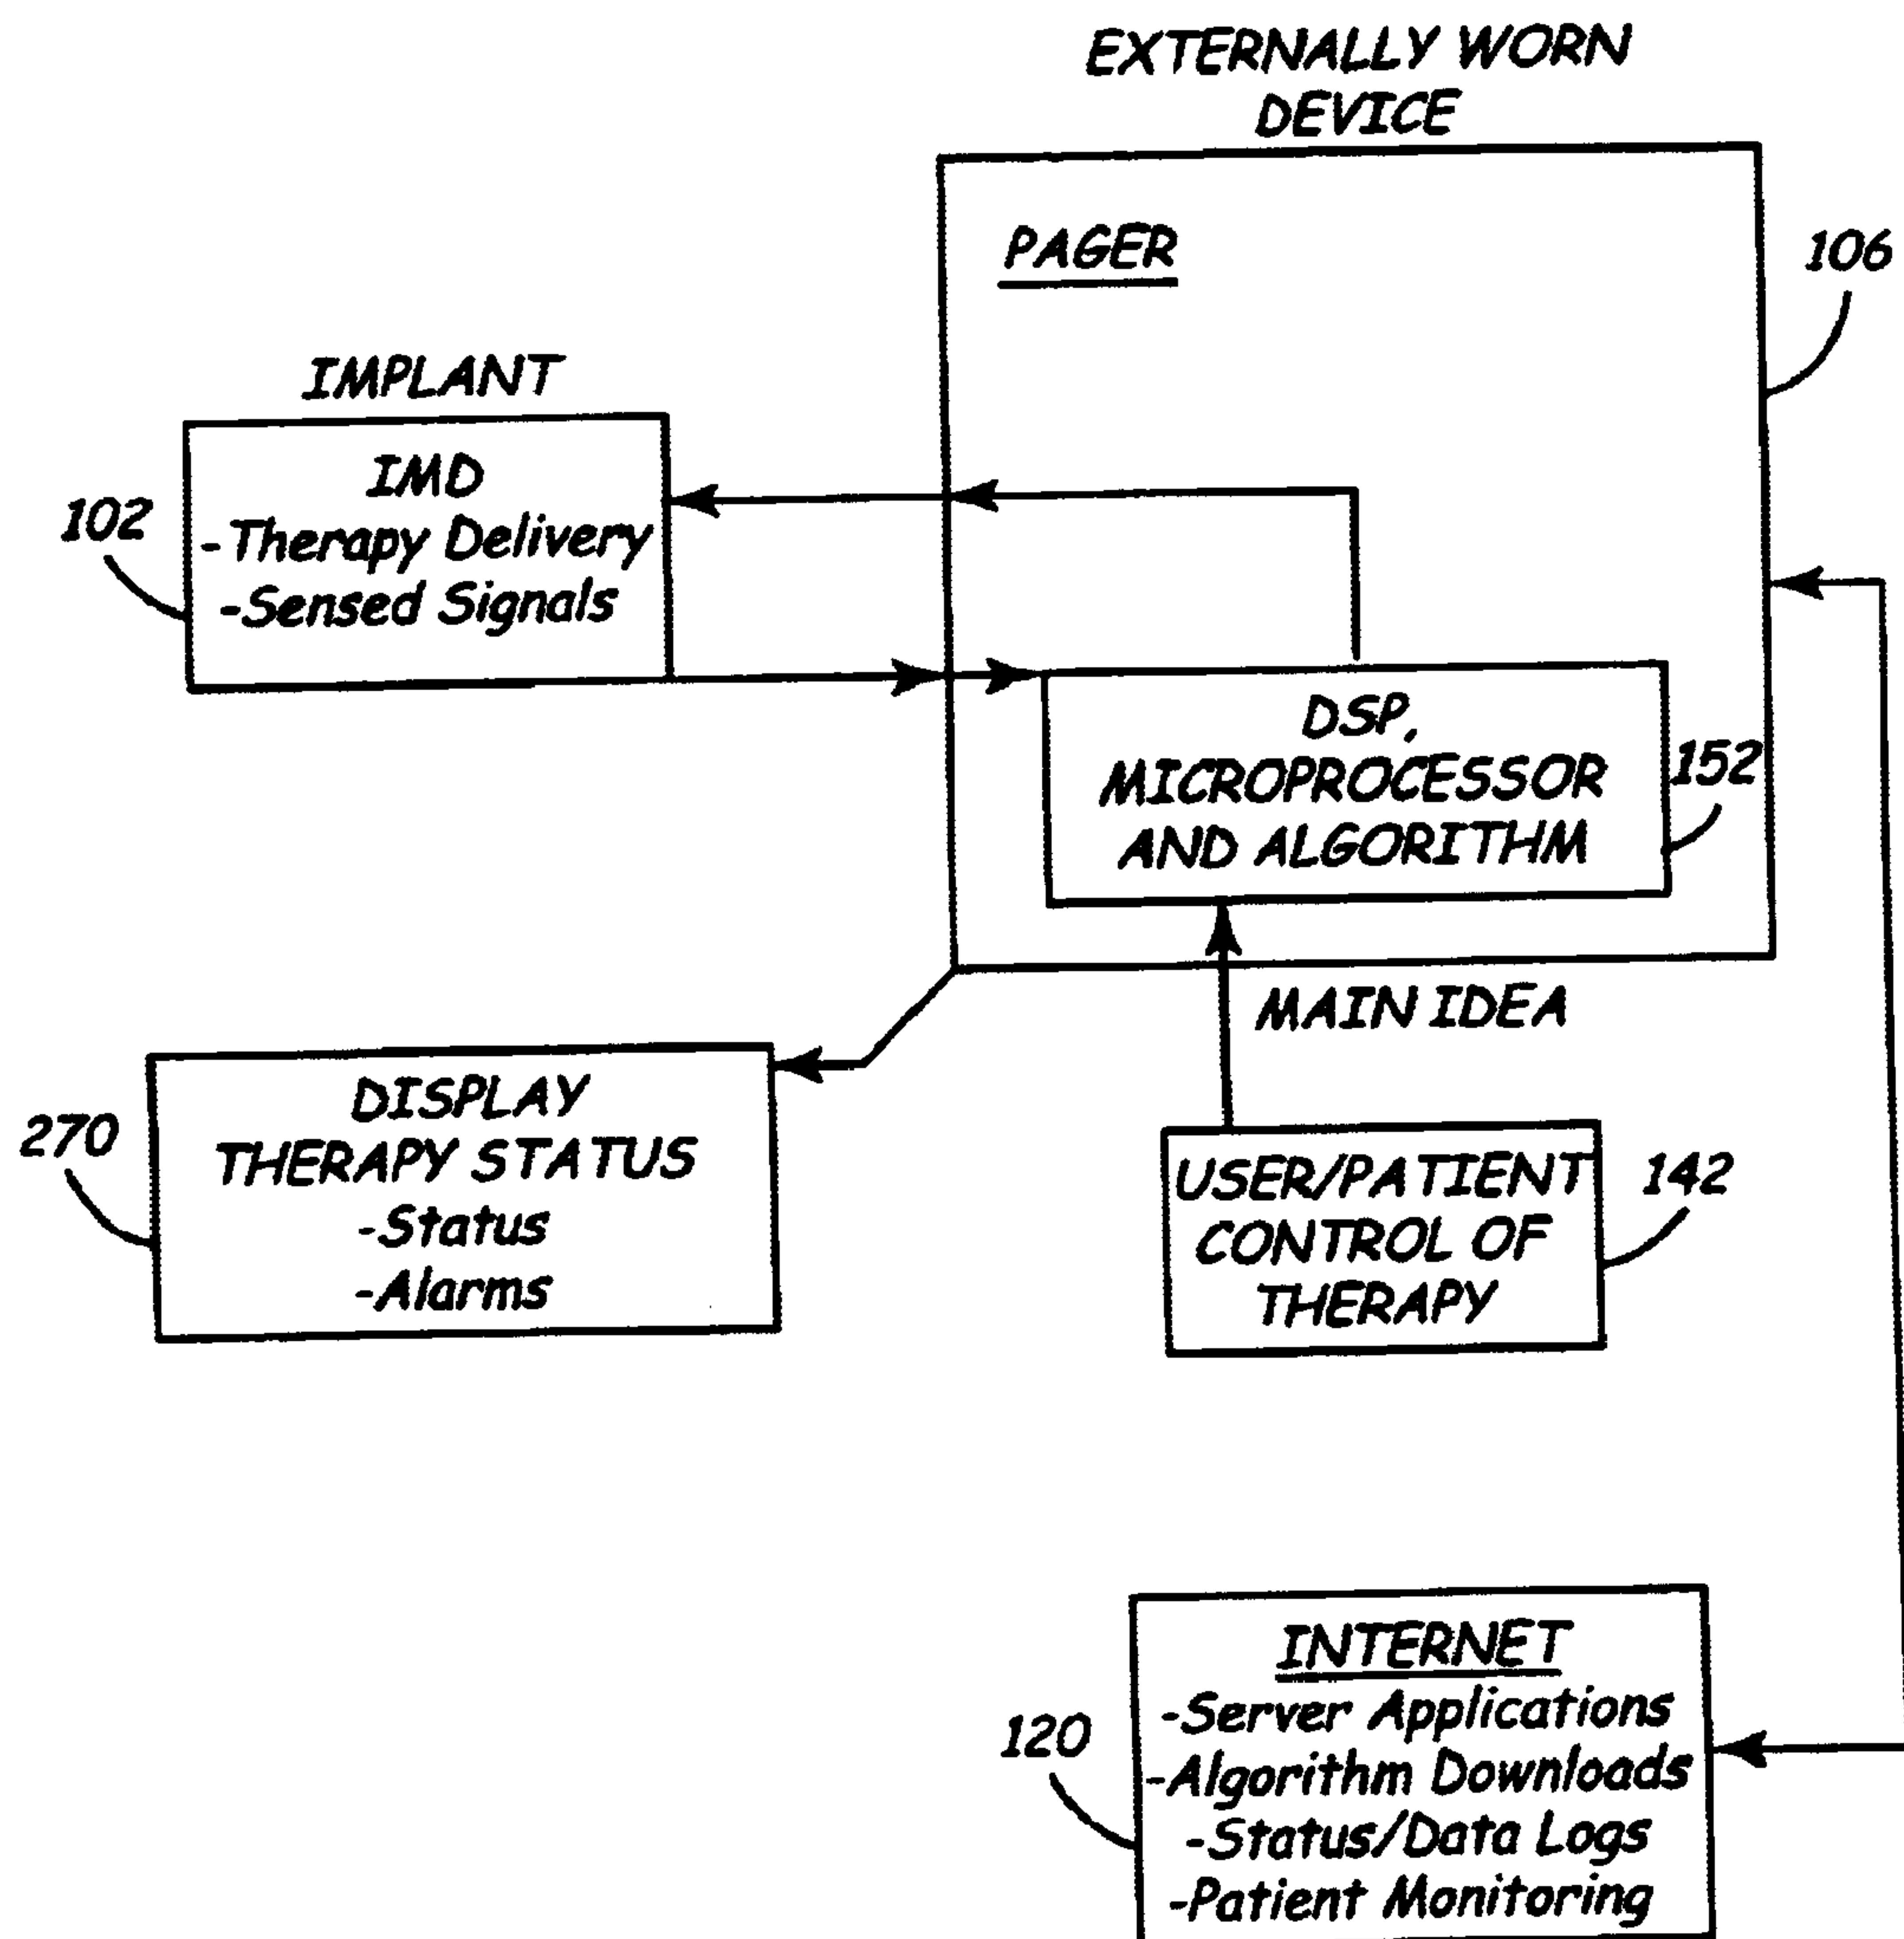 EXTERNALLY WORN
DEVICE
PAGER
106
IMPLANT
IMD
-Therapy Delivery
-Sensed Signals
102
DSP,
MICROPROCESSOR
AND ALGORITHM
152
MAIN IDEA
DISPLAY
THERAPY STATUS
-Status
-Alarms
270
USER/PATIENT
CONTROL OF
THERAPY
142
INTERNET
-Server Applications
-Algorithm Downloads
-Status/Data Logs
-Patient Monitoring
120